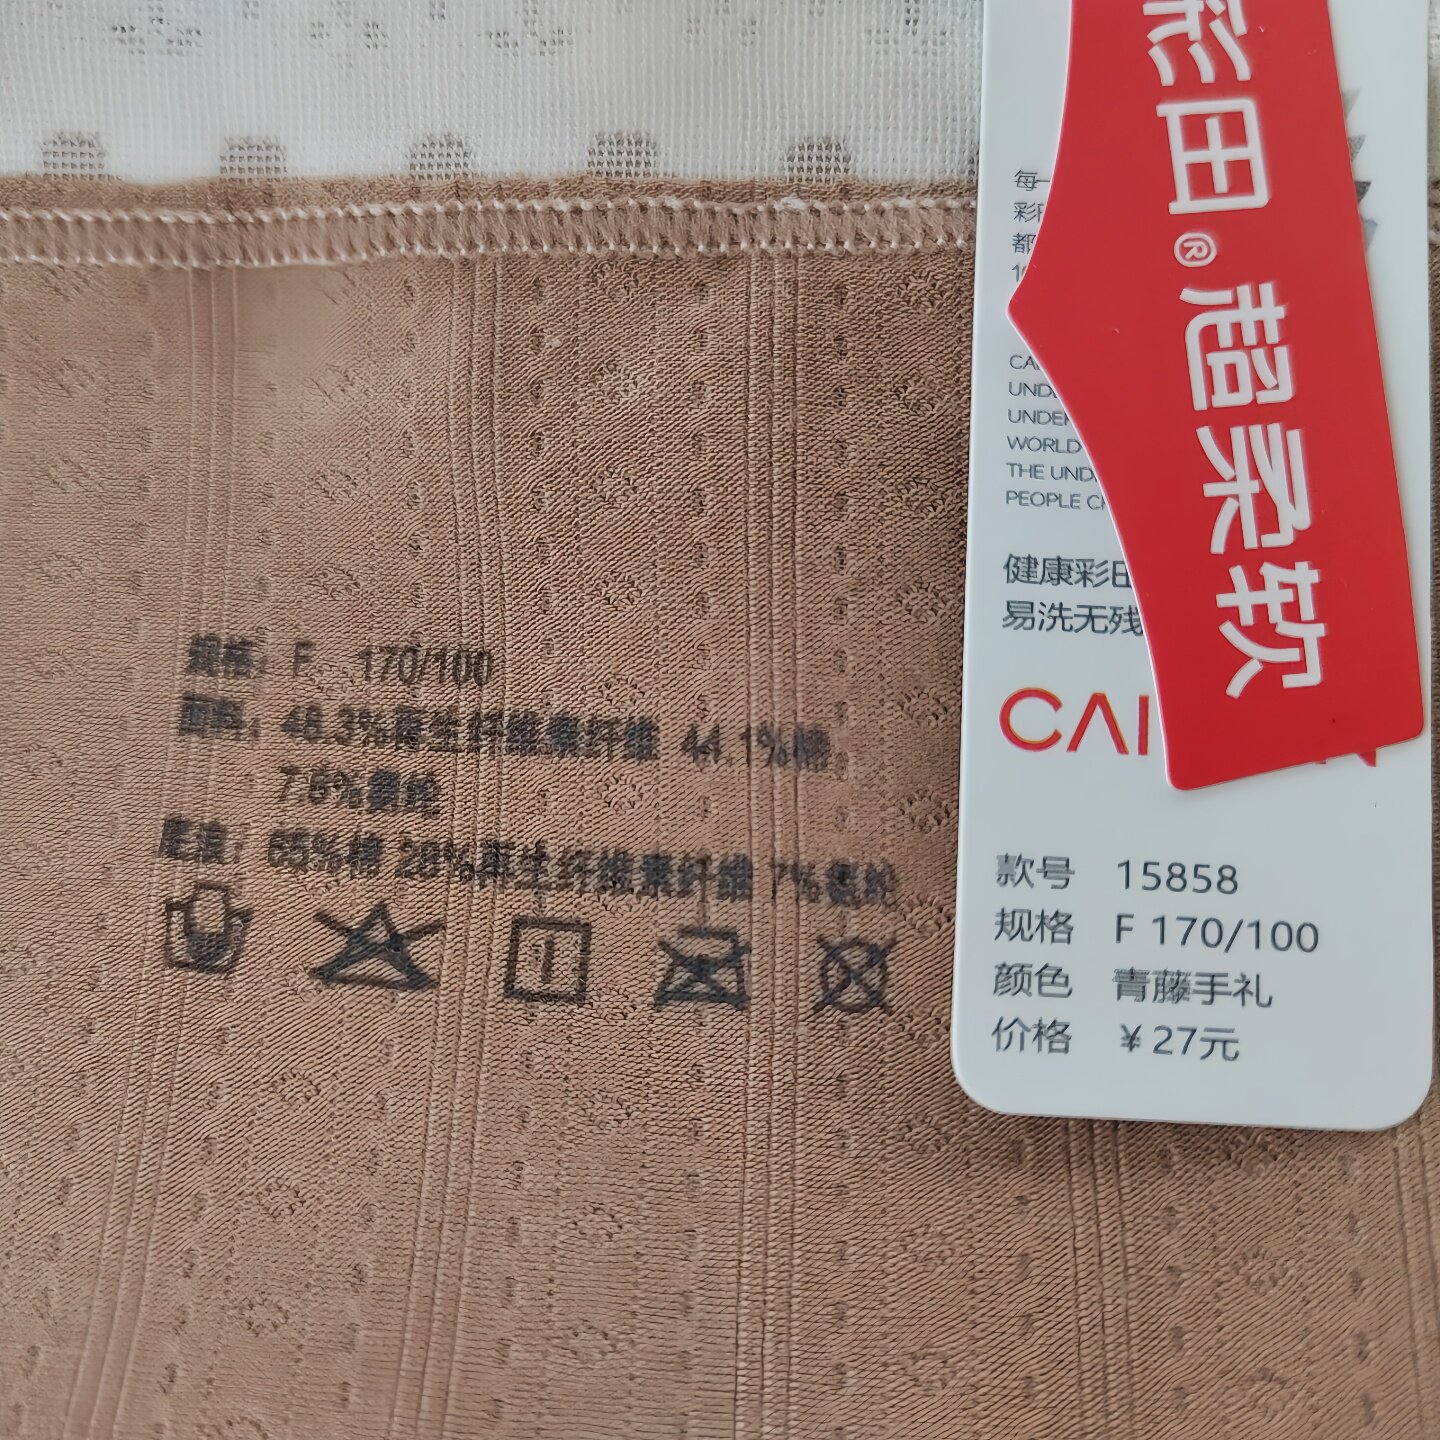 规格: F 170/100
面料: 48.3%再生纤维素纤维 44.1%棉
7.6%氨纶
底裆: 65%棉 28%再生纤维素纤维 7%氨纶
彩田®超柔软
每一
彩
都
CAI
UND
UNDER
WORLD
THE UND
PEOPLE CH
健康彩田
易洗无残
CAI
款号 15858
规格 F 170/100
颜色 青藤手礼
价格 ¥27元